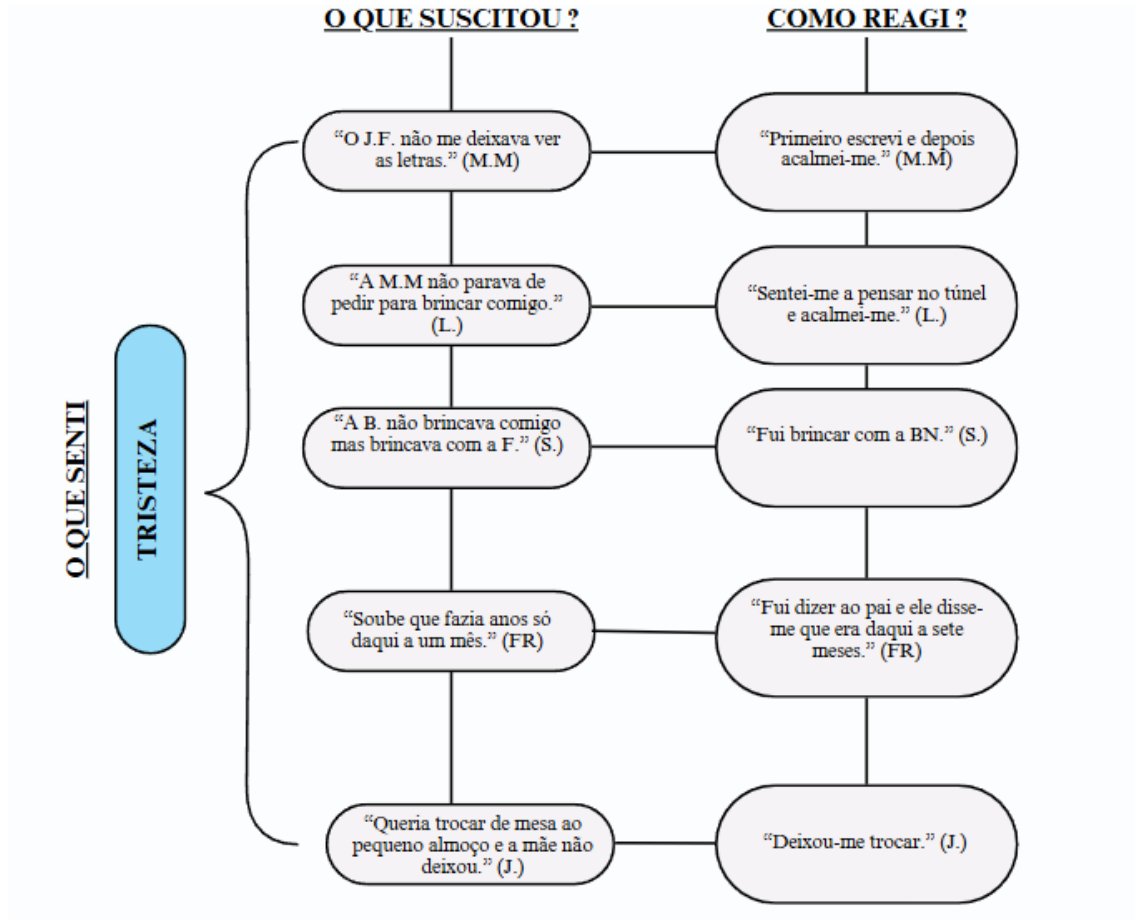 O QUE SUSCITOU ?
COMO REAGI ?
O QUE SENTI
TRISTEZA
“O J.F. não me deixava ver
as letras.” (M.M)
“Primeiro escrevi e depois
acalmei-me.” (M.M)
“A M.M não parava de
pedir para brincar comigo.”
(L.)
“Sentei-me a pensar no túnel
e acalmei-me.” (L.)
“A B. não brincava comigo
mas brincava com a F.” (S.)
“Fui brincar com a BN.” (S.)
“Soube que fazia anos só
daqui a um mês.” (FR)
“Fui dizer ao pai e ele disse-
me que era daqui a sete
meses.” (FR)
“Queria trocar de mesa ao
pequeno almoço e a mãe não
deixou.” (J.)
“Deixou-me trocar.” (J.)